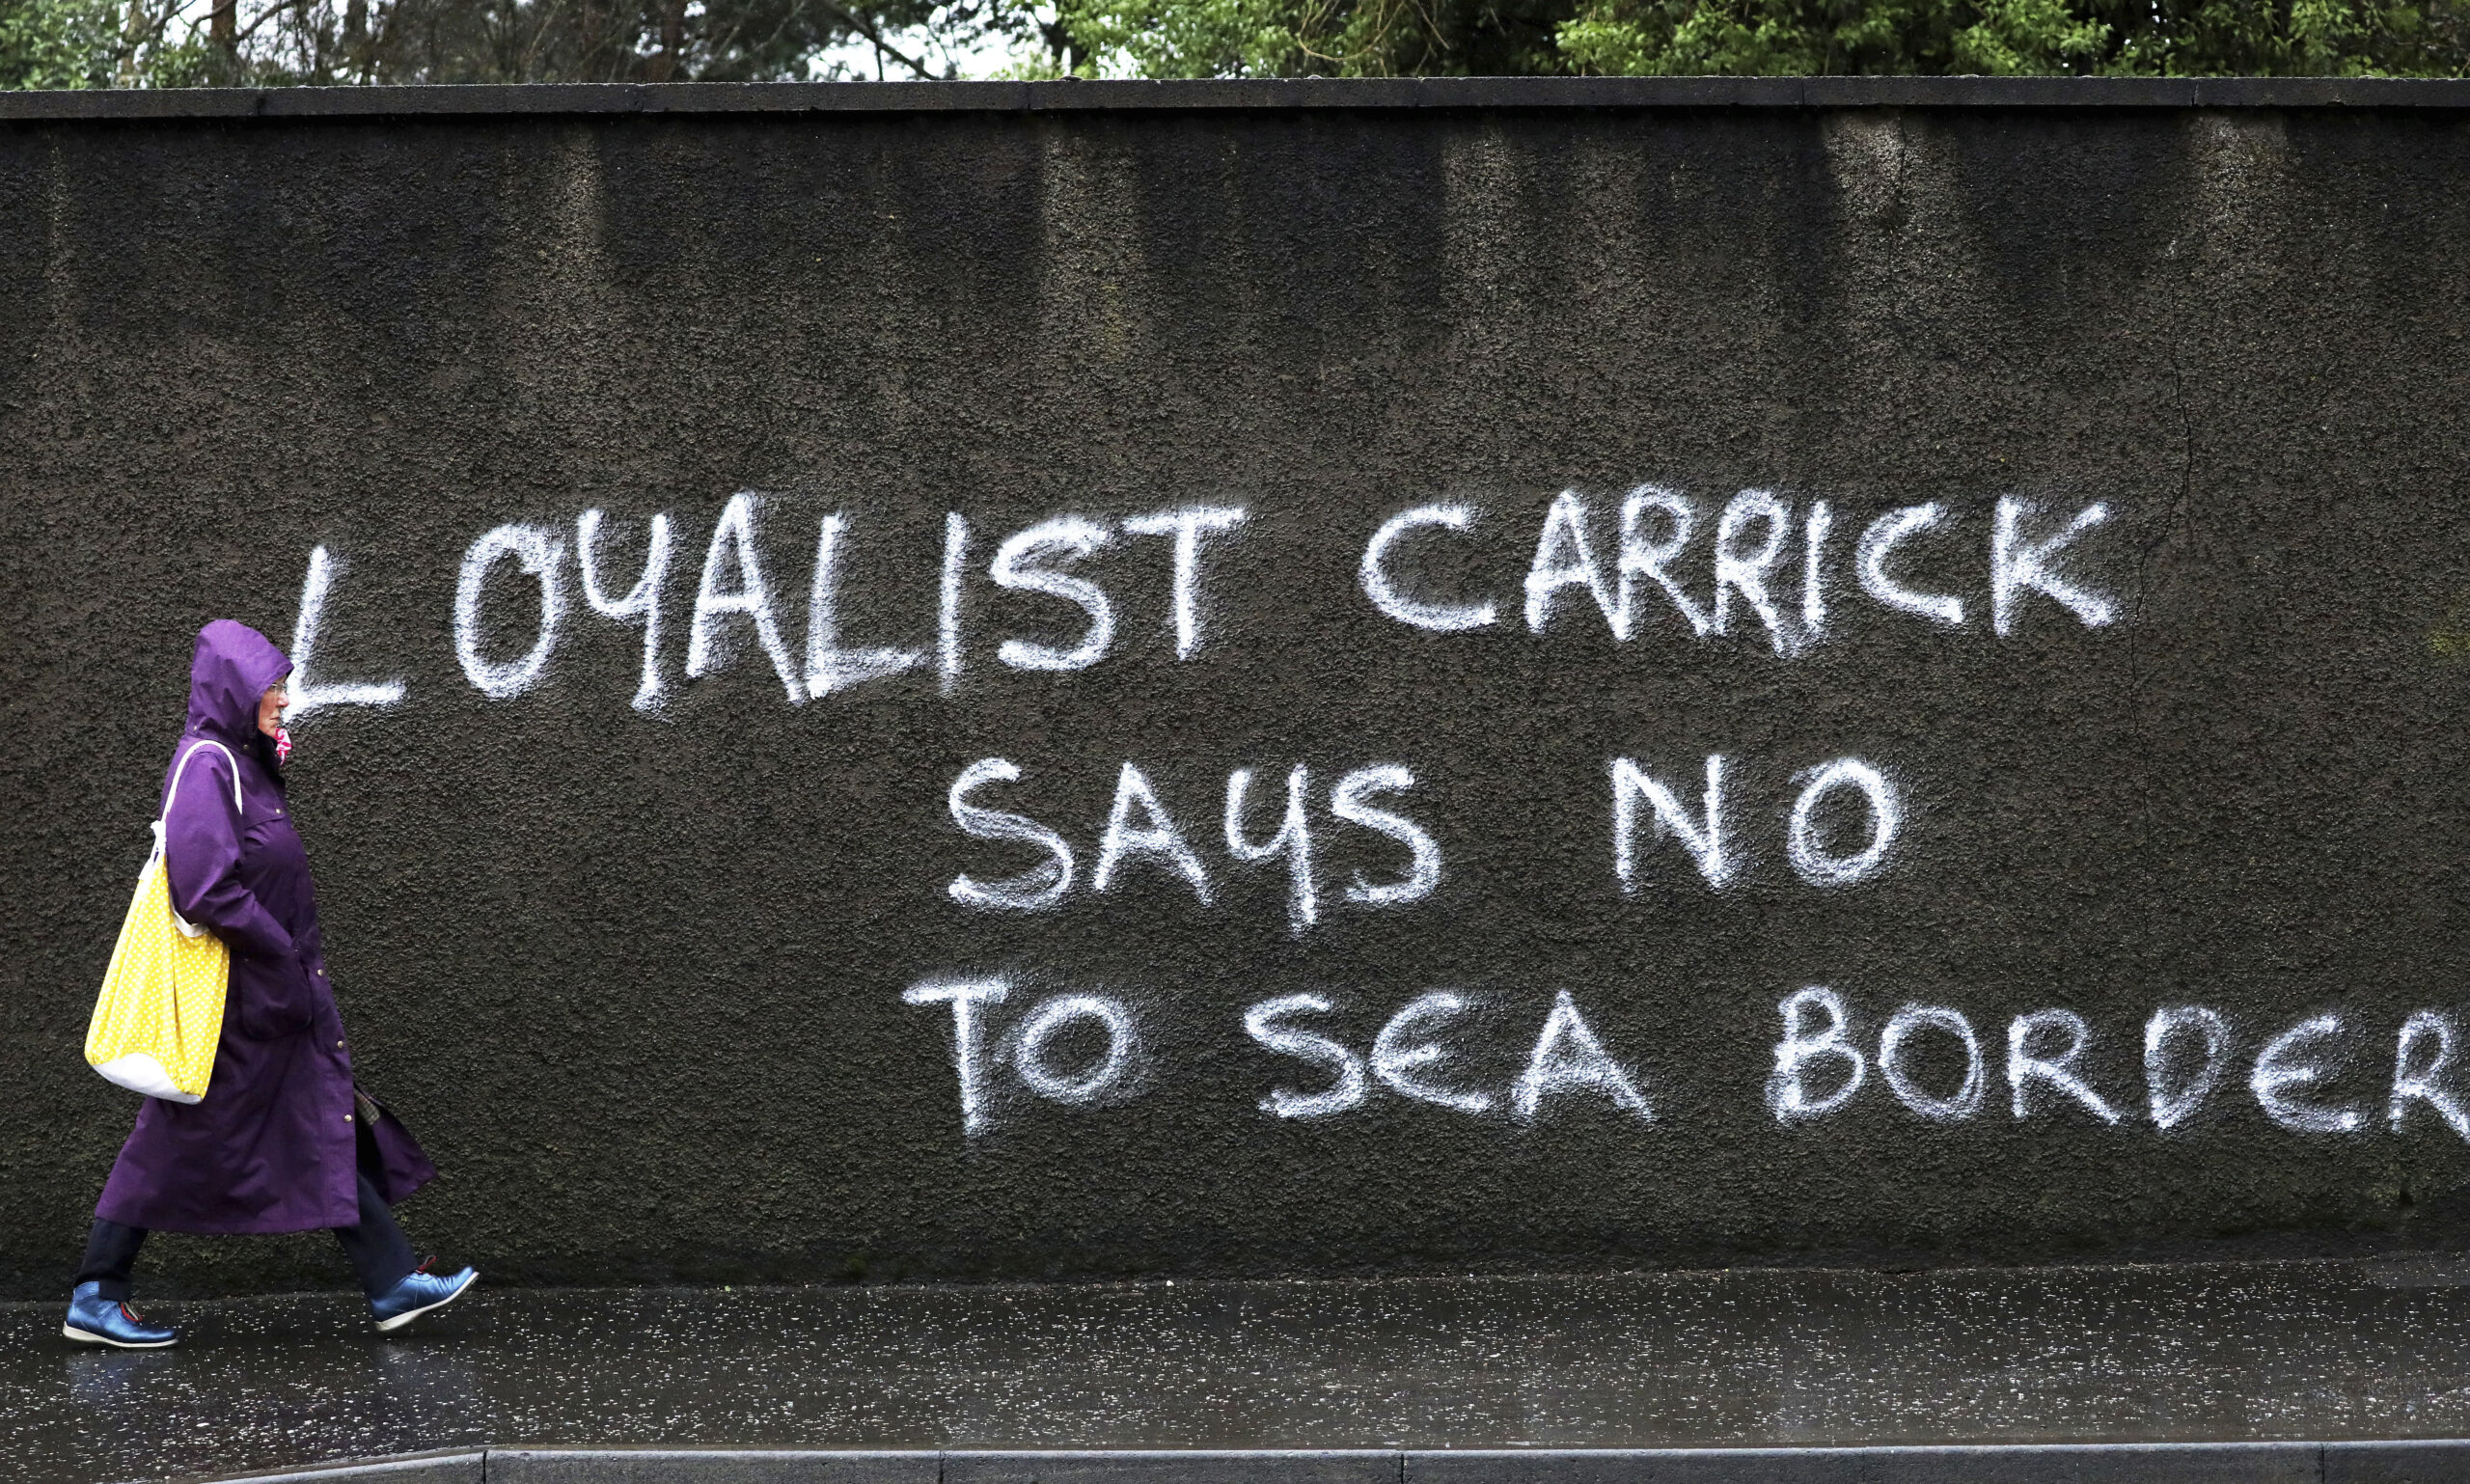 LOYALIST CARRICK
SAYS NO
TO SEA BORDER